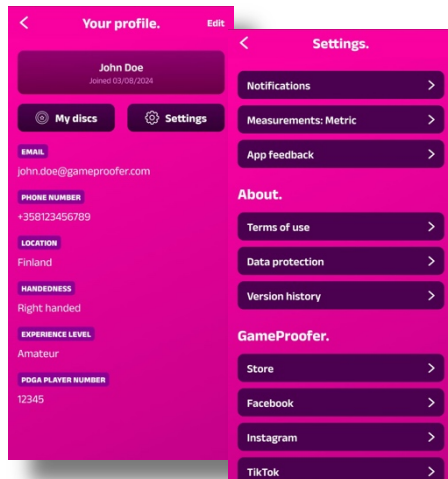 Your profile.
Edit
John Doe
Joined 03/08/2024
My discs
Settings
EMAIL
john.doe@gameproofer.com
PHONE NUMBER
+358123456789
LOCATION
Finland
HANDEDNESS
Right handed
EXPERIENCE LEVEL
Amateur
PDGA PLAYER NUMBER
12345
Settings.
Notifications
Measurements: Metric
App feedback
About.
Terms of use
Data protection
Version history
GameProofer.
Store
Facebook
Instagram
TikTok